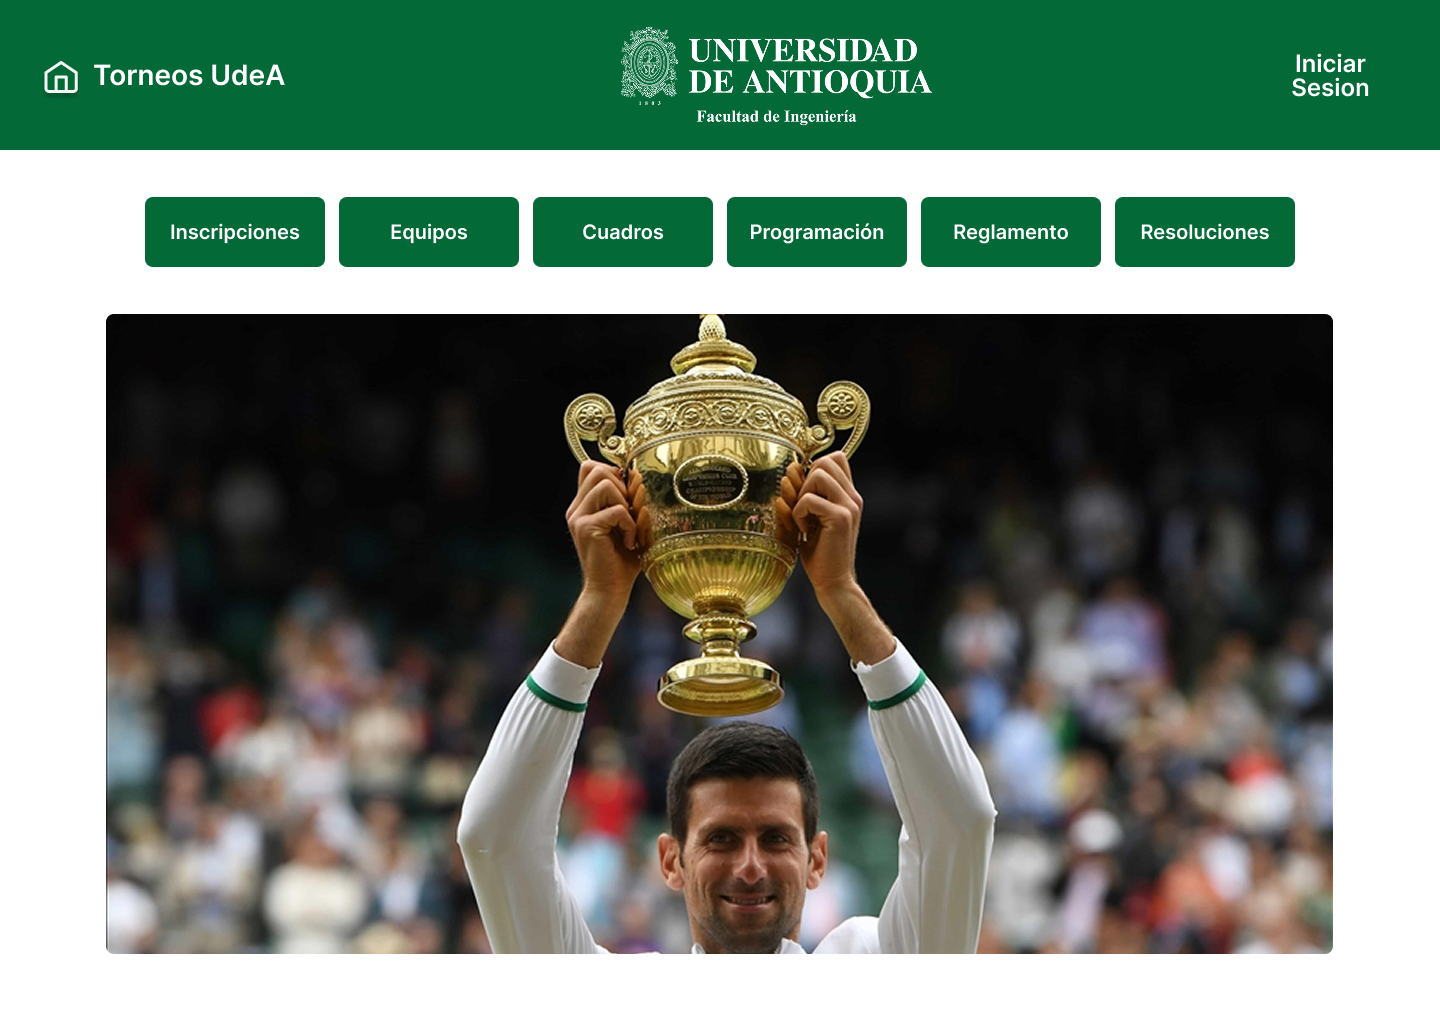 Torneos UdeA
UNIVERSIDAD
DE ANTIOQUIA
1803
Facultad de Ingeniería
Iniciar
Sesion
Inscripciones
Equipos
Cuadros
Programación
Reglamento
Resoluciones